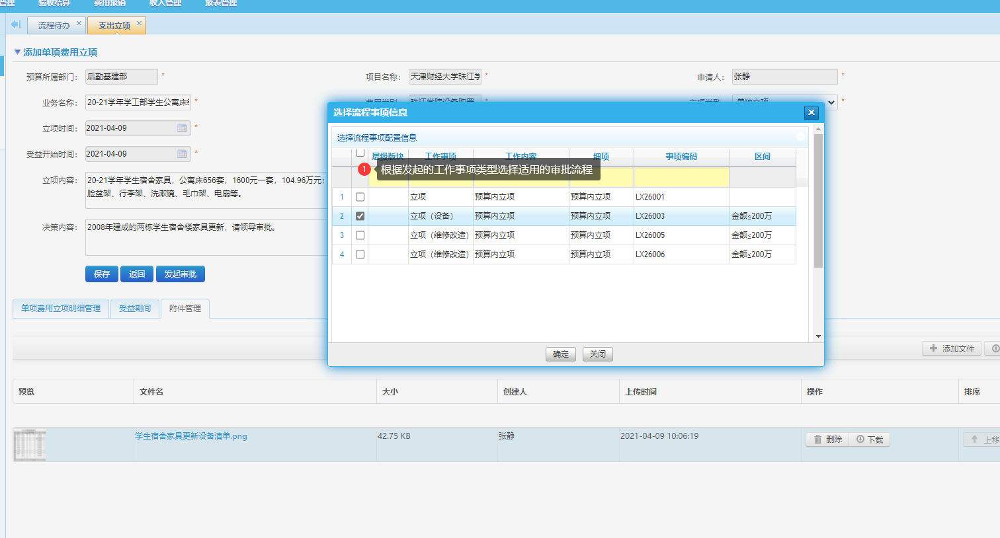 管理 验收结算 费用报销 收入管理 报表管理
流程待办 支出立项
添加单项费用立项
预算所属部门： 后勤基建部 * 项目名称： 天津财经大学珠江学 * 申请人： 张静 *
业务名称： 20-21学年学工部学生公寓床 *
选择流程事项信息
立项时间： 2021-04-09 *
选择流程事项配置信息
受益开始时间： 2021-04-09 *
层级版块 工作事项 工作内容 细项 事项编码 区间
1 根据发起的工作事项类型选择适用的审批流程
立项内容： 20-21学年学生宿舍家具，公寓床656套，1600元一套，104.96万元；
脸盆架、行李架、洗漱镜、毛巾架、电扇等。
1 立项 预算内立项 预算内立项 LX26001
2 立项（设备） 预算内立项 预算内立项 LX26003 金额≤200万
决策内容： 2008年建成的两栋学生宿舍楼家具更新，请领导审批。
3 立项（维修改造） 预算内立项 预算内立项 LX26005 金额≤200万
4 立项（维修改造） 预算内立项 预算内立项 LX26006 金额≤200万
保存 返回 发起审批
单项费用立项明细管理 受益期间 附件管理
确定 关闭
添加文件
预览 文件名 大小 创建人 上传时间 操作 排序
学生宿舍家具更新设备清单.png 42.75 KB 张静 2021-04-09 10:06:19 删除 下载 上移